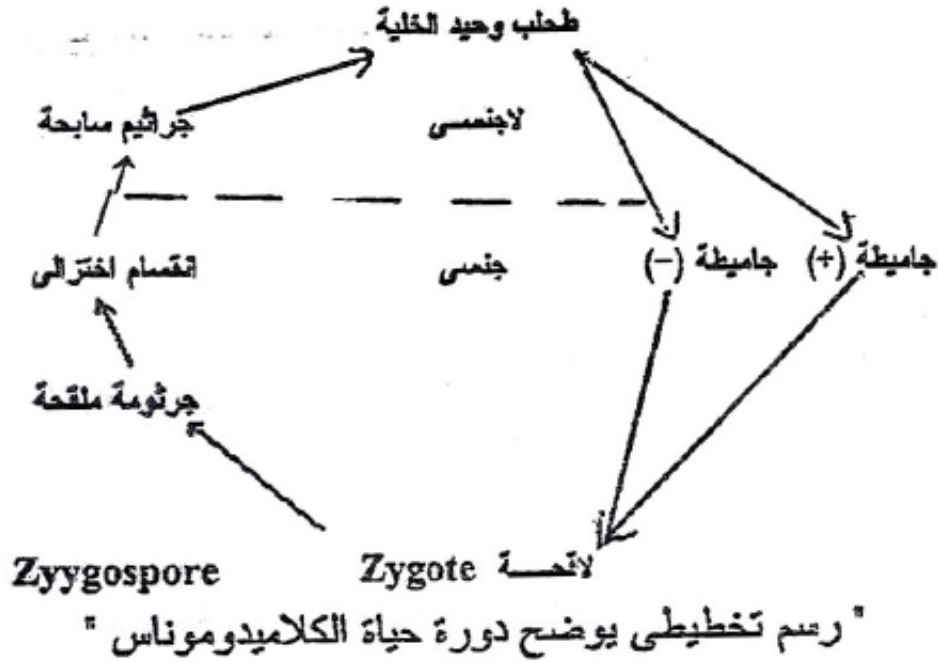 طحلب وحيد الخلية
جراثيم سابحة
لاجنسى
انقسام اختزالى
جنسى
جاميطة (−)
جاميطة (+)
جرثومة ملقحة
Zyygospore
لاقحة Zygote
" رسم تخطيطى يوضح دورة حياة الكلاميدوموناس "